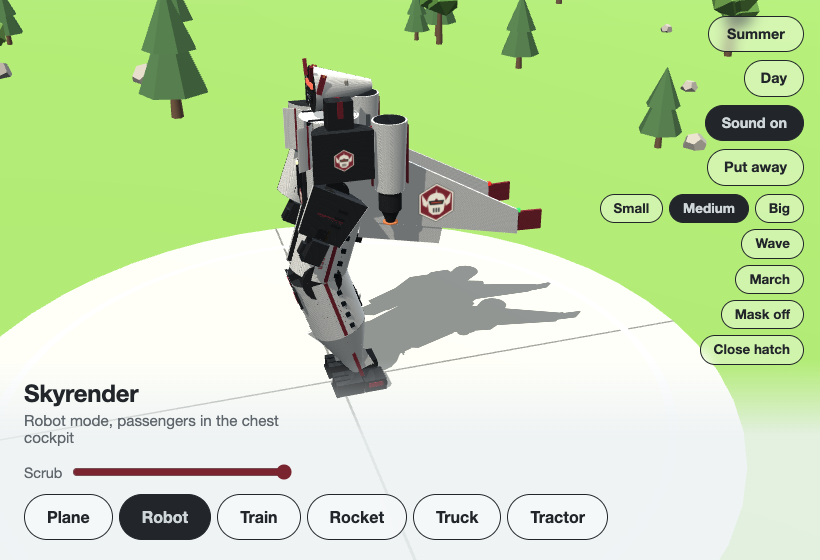 Summer
Day
Sound on
Put away
Small Medium Big
Wave
March
Mask off
Close hatch
Skyrender
Robot mode, passengers in the chest
cockpit
Scrub
Plane Robot Train Rocket Truck Tractor